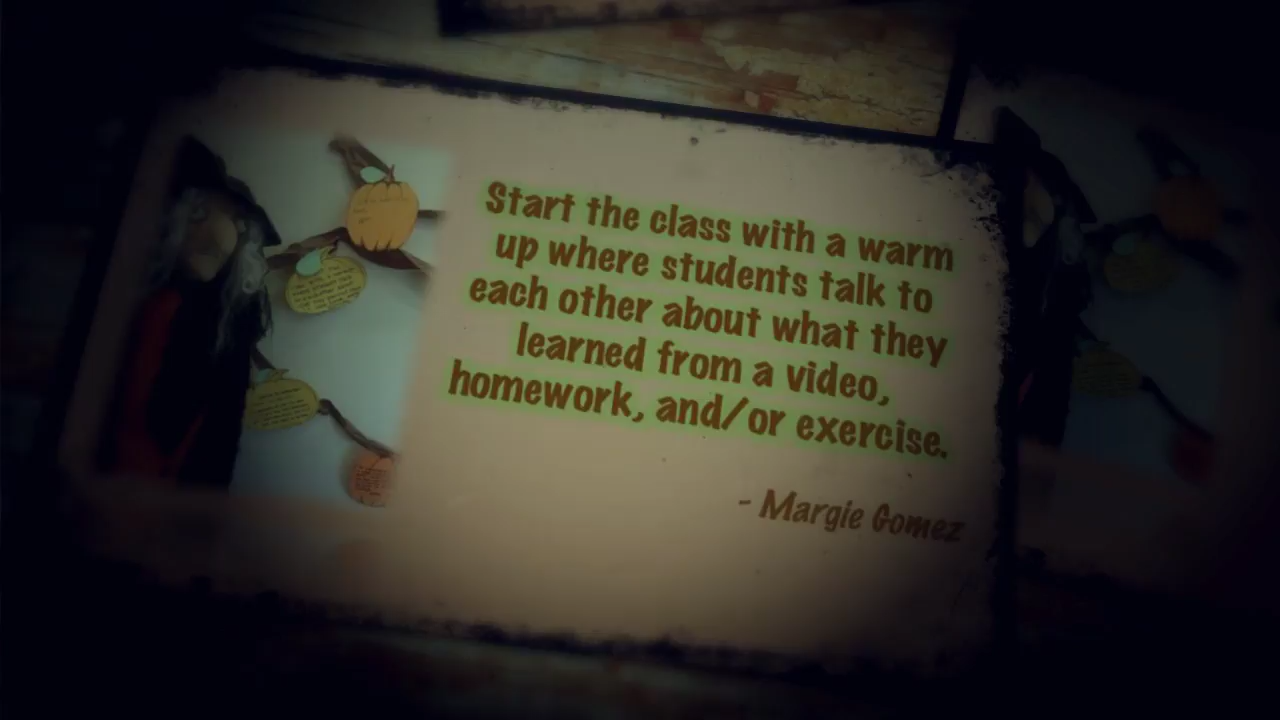 Start the class with a warm
up where students talk to
each other about what they
learned from a video,
homework, and/or exercise.
- Margie Gomez